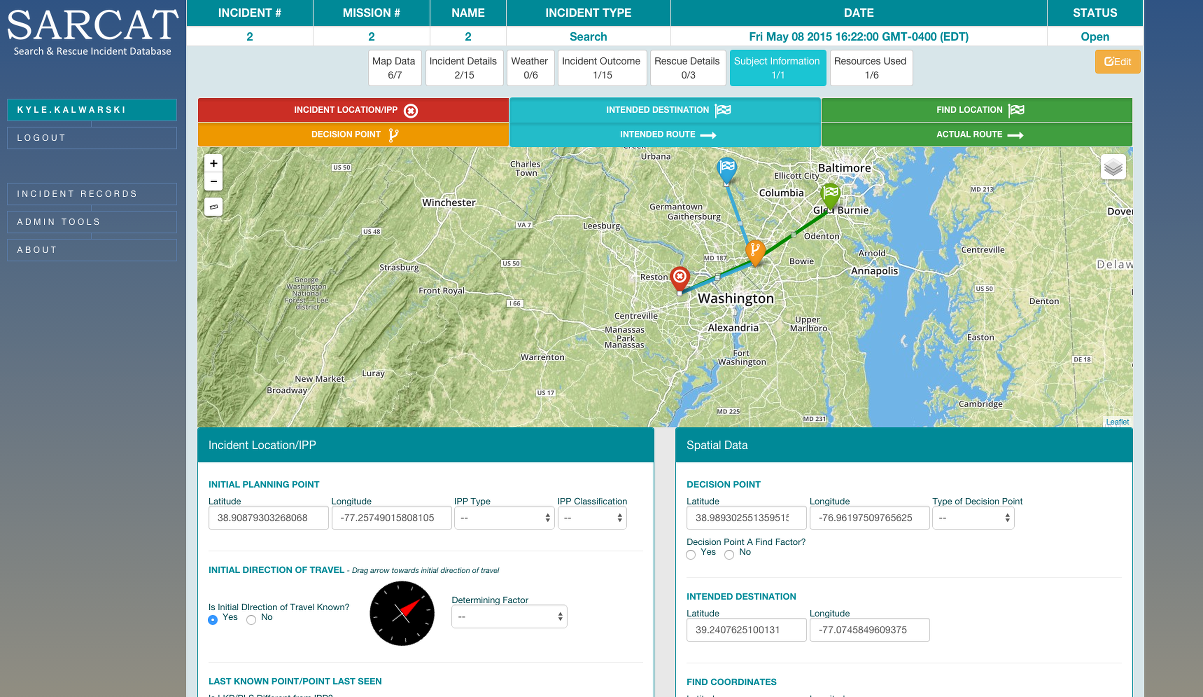 SARCAT
Search & Rescue Incident Database
KYLE.KALWARSKI
LOGOUT
INCIDENT RECORDS
ADMIN TOOLS
ABOUT
INCIDENT # MISSION # NAME INCIDENT TYPE DATE STATUS
2 2 2 Search Fri May 08 2015 16:22:00 GMT-0400 (EDT) Open
Map Data Incident Details Weather Incident Outcome Rescue Details Subject Information Resources Used
6/7 2/15 0/6 1/15 0/3 1/1 1/6
Edit
INCIDENT LOCATION/IPP INTENDED DESTINATION FIND LOCATION
DECISION POINT INTENDED ROUTE ACTUAL ROUTE
+
−
Urbana
Charles Town
US 50
Baltimore
Ellicott City
Columbia
MD 213
Winchester
Germantown
Gaithersburg
Glen Burnie
Dover
Leesburg
VA 7
US 48
Odenton
Arnold
Centreville
MD 187
Bowie
Annapolis
Delaw
US 50
Strasburg
Reston
George Washington National Forest - Lee district
Front Royal
I 66
Washington
US 50
Denton
Centreville
Manassas Park
Manassas
Alexandria
Upper Marlboro
Easton
Warrenton
Fort Washington
DE 18
New Market
Luray
Broadway
US 17
Cambridge
MD 225
MD 231
Leaflet
Incident Location/IPP
INITIAL PLANNING POINT
Latitude Longitude IPP Type IPP Classification
38.90879303268068 -77.25749015808105 -- --
INITIAL DIRECTION OF TRAVEL - Drag arrow towards initial direction of travel
Is Initial Direction of Travel Known?
Yes No
Determining Factor
--
LAST KNOWN POINT/POINT LAST SEEN
Spatial Data
DECISION POINT
Latitude Longitude Type of Decision Point
38.989302551359515 -76.96197509765625 --
Decision Point A Find Factor?
Yes No
INTENDED DESTINATION
Latitude Longitude
39.2407625100131 -77.0745849609375
FIND COORDINATES